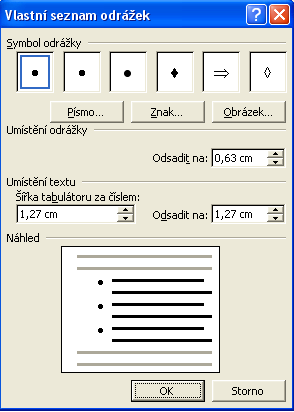 Vlastní seznam odrážek
Symbol odrážky
Písmo... Znak... Obrázek...
Umístění odrážky
Odsadit na: 0,63 cm
Umístění textu
Šířka tabulátoru za číslem:
1,27 cm Odsadit na: 1,27 cm
Náhled
OK Storno